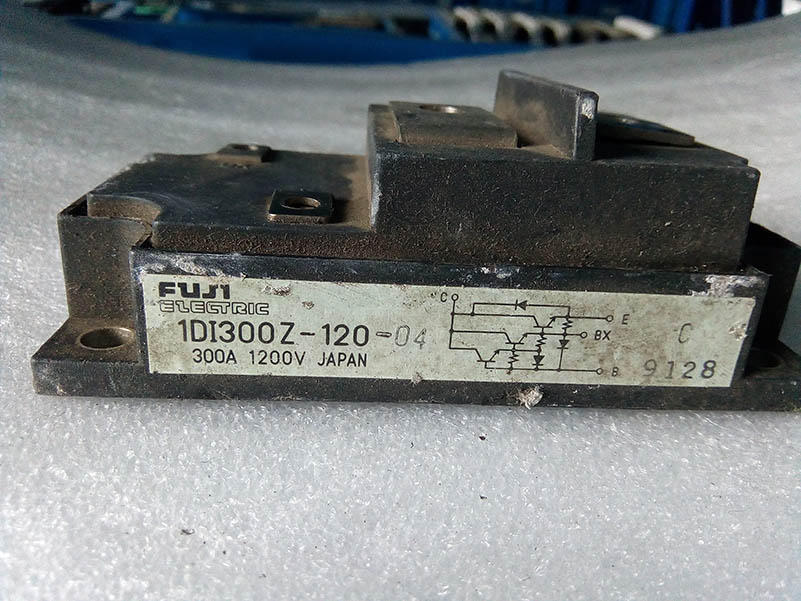 FUJI
ELECTRIC
1DI300Z-120-04
300A 1200V JAPAN
C
E
BX
B
C
9128